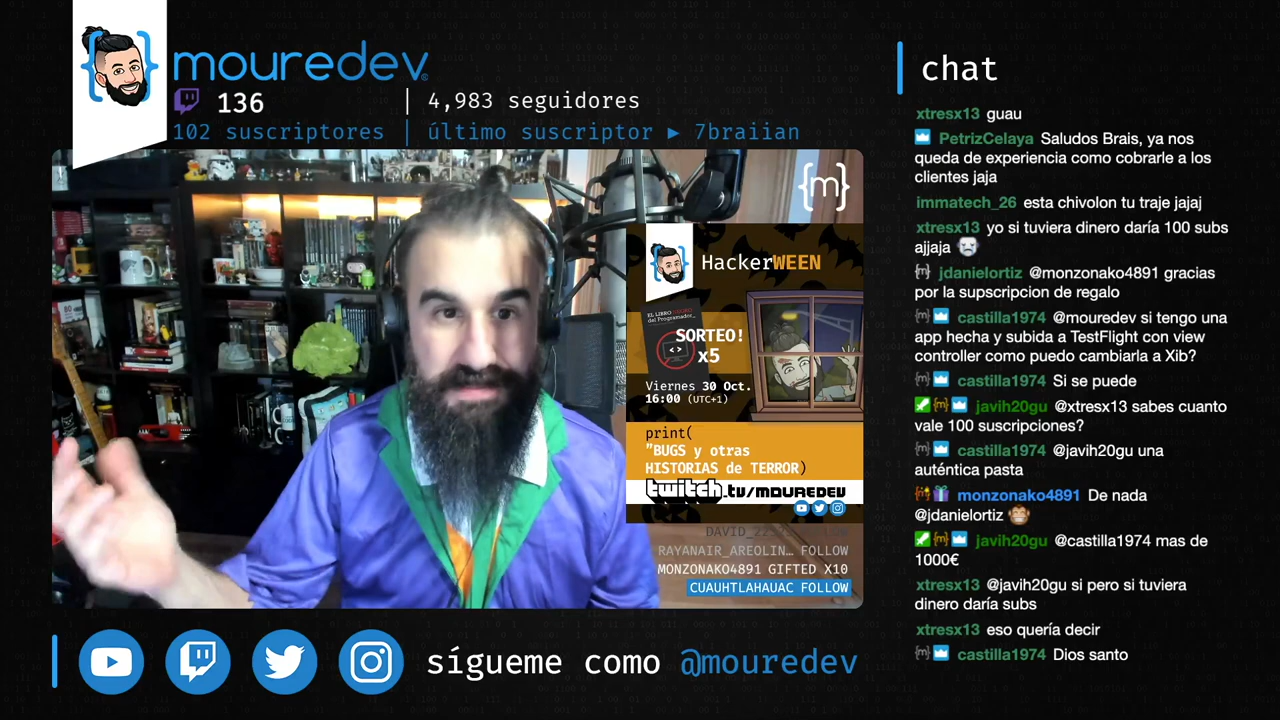 mouredev
136 | 4,983 seguidores
102 suscriptores | último suscriptor ▶ 7braiian
{m}
HackerWEEN
EL LIBRO NEGRO
del Programador
SORTEO!
x5
Viernes 30 Oct.
16:00 (UTC+1)
print(
"BUGS y otras
HISTORIAS de TERROR)
twitch.tv/MOUREDEV
RAYANAIR_AREOLIN… FOLLOW
MONZONAKO4891 GIFTED X10
CUAUHTLAHAUAC FOLLOW
sígueme como @mouredev
chat
xtresx13 guau
PetrizCelaya Saludos Brais, ya nos
queda de experiencia como cobrarle a los
clientes jaja
immatech_26 esta chivolon tu traje jajaj
xtresx13 yo si tuviera dinero daría 100 subs
ajjaja
jdanielortiz @monzonako4891 gracias
por la supscripcion de regalo
castilla1974 @mouredev si tengo una
app hecha y subida a TestFlight con view
controller como puedo cambiarla a Xib?
castilla1974 Si se puede
javih20gu @xtresx13 sabes cuanto
vale 100 suscripciones?
castilla1974 @javih20gu una
auténtica pasta
monzonako4891 De nada
@jdanielortiz
javih20gu @castilla1974 mas de
1000€
xtresx13 @javih20gu si pero si tuviera
dinero daría subs
xtresx13 eso quería decir
castilla1974 Dios santo